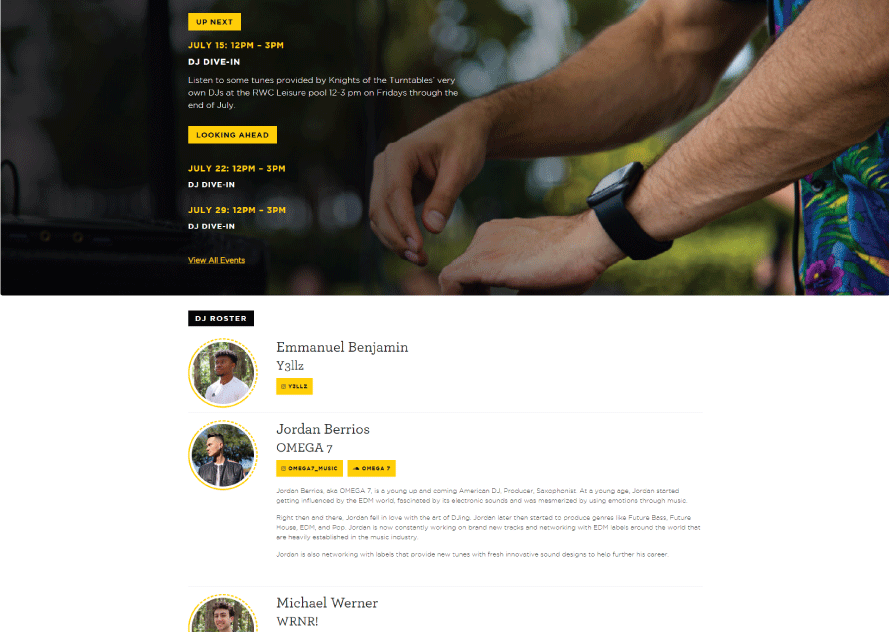 UP NEXT
JULY 15: 12PM – 3PM
DJ DIVE-IN
Listen to some tunes provided by Knights of the Turntables' very
own DJs at the RWC Leisure pool 12-3 pm on Fridays through the
end of July.
LOOKING AHEAD
JULY 22: 12PM – 3PM
DJ DIVE-IN
JULY 29: 12PM – 3PM
DJ DIVE-IN
View All Events
DJ ROSTER
Emmanuel Benjamin
Y3llz
Y3LLZ
Jordan Berrios
OMEGA 7
OMEGA7_MUSIC OMEGA 7
Jordan Berrios, aka OMEGA 7, is a young up and coming American DJ, Producer, Saxophonist. At a young age, Jordan started
getting influenced by the EDM world, fascinated by its electronic sounds and was mesmerized by using emotions through music.
Right then and there, Jordan fell in love with the art of DJing. Jordan later then started to produce genres like Future Bass, Future
House, EDM, and Pop. Jordan is now constantly working on brand new tracks and networking with EDM labels around the world that
are heavily established in the music industry.
Jordan is also networking with labels that provide new tunes with fresh innovative sound designs to help further his career.
Michael Werner
WRNR!